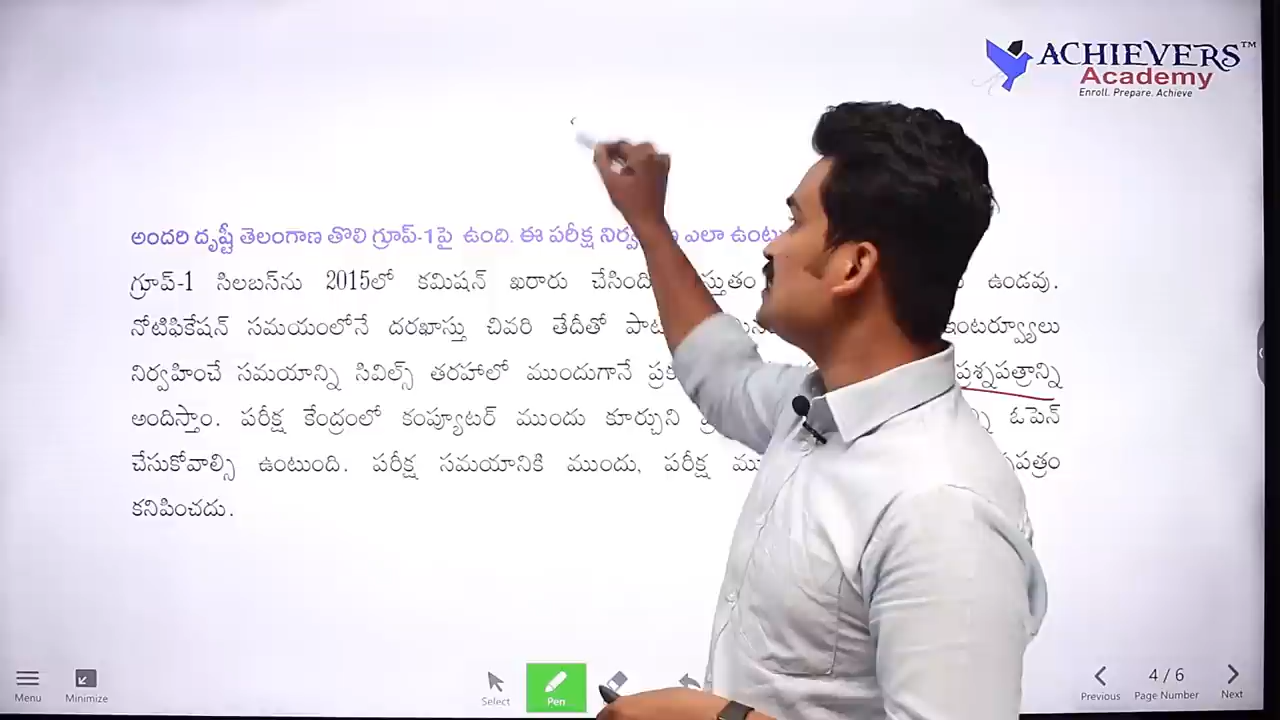 ACHIEVERS™
Academy
Enroll. Prepare. Achieve
అందరి దృష్టి తెలంగాణ తొలి గ్రూప్-1పై ఉంది. ఈ పరీక్ష ఎలా
గ్రూప్-1 సిలబస్‌ను 2015లో కమిషన్ ఖరారు ఉండవు.
నోటిఫికేషన్ సమయంలోనే దరఖాస్తు చివరి తేదీతో ఇంటర్వ్యూలు
నిర్వహించే సమయాన్ని సివిల్స్ తరహాలో ముందుగానే ప్రశ్నపత్రాన్ని
అందిస్తాం. పరీక్ష కేంద్రంలో కంప్యూటర్ ముందు కూర్చుని ఓపెన్
చేసుకోవాల్సి ఉంటుంది. పరీక్ష సమయానికి ముందు, పరీక్ష
కనిపించదు.
Menu
Minimize
Select
Pen
Previous
4 / 6
Page Number
Next